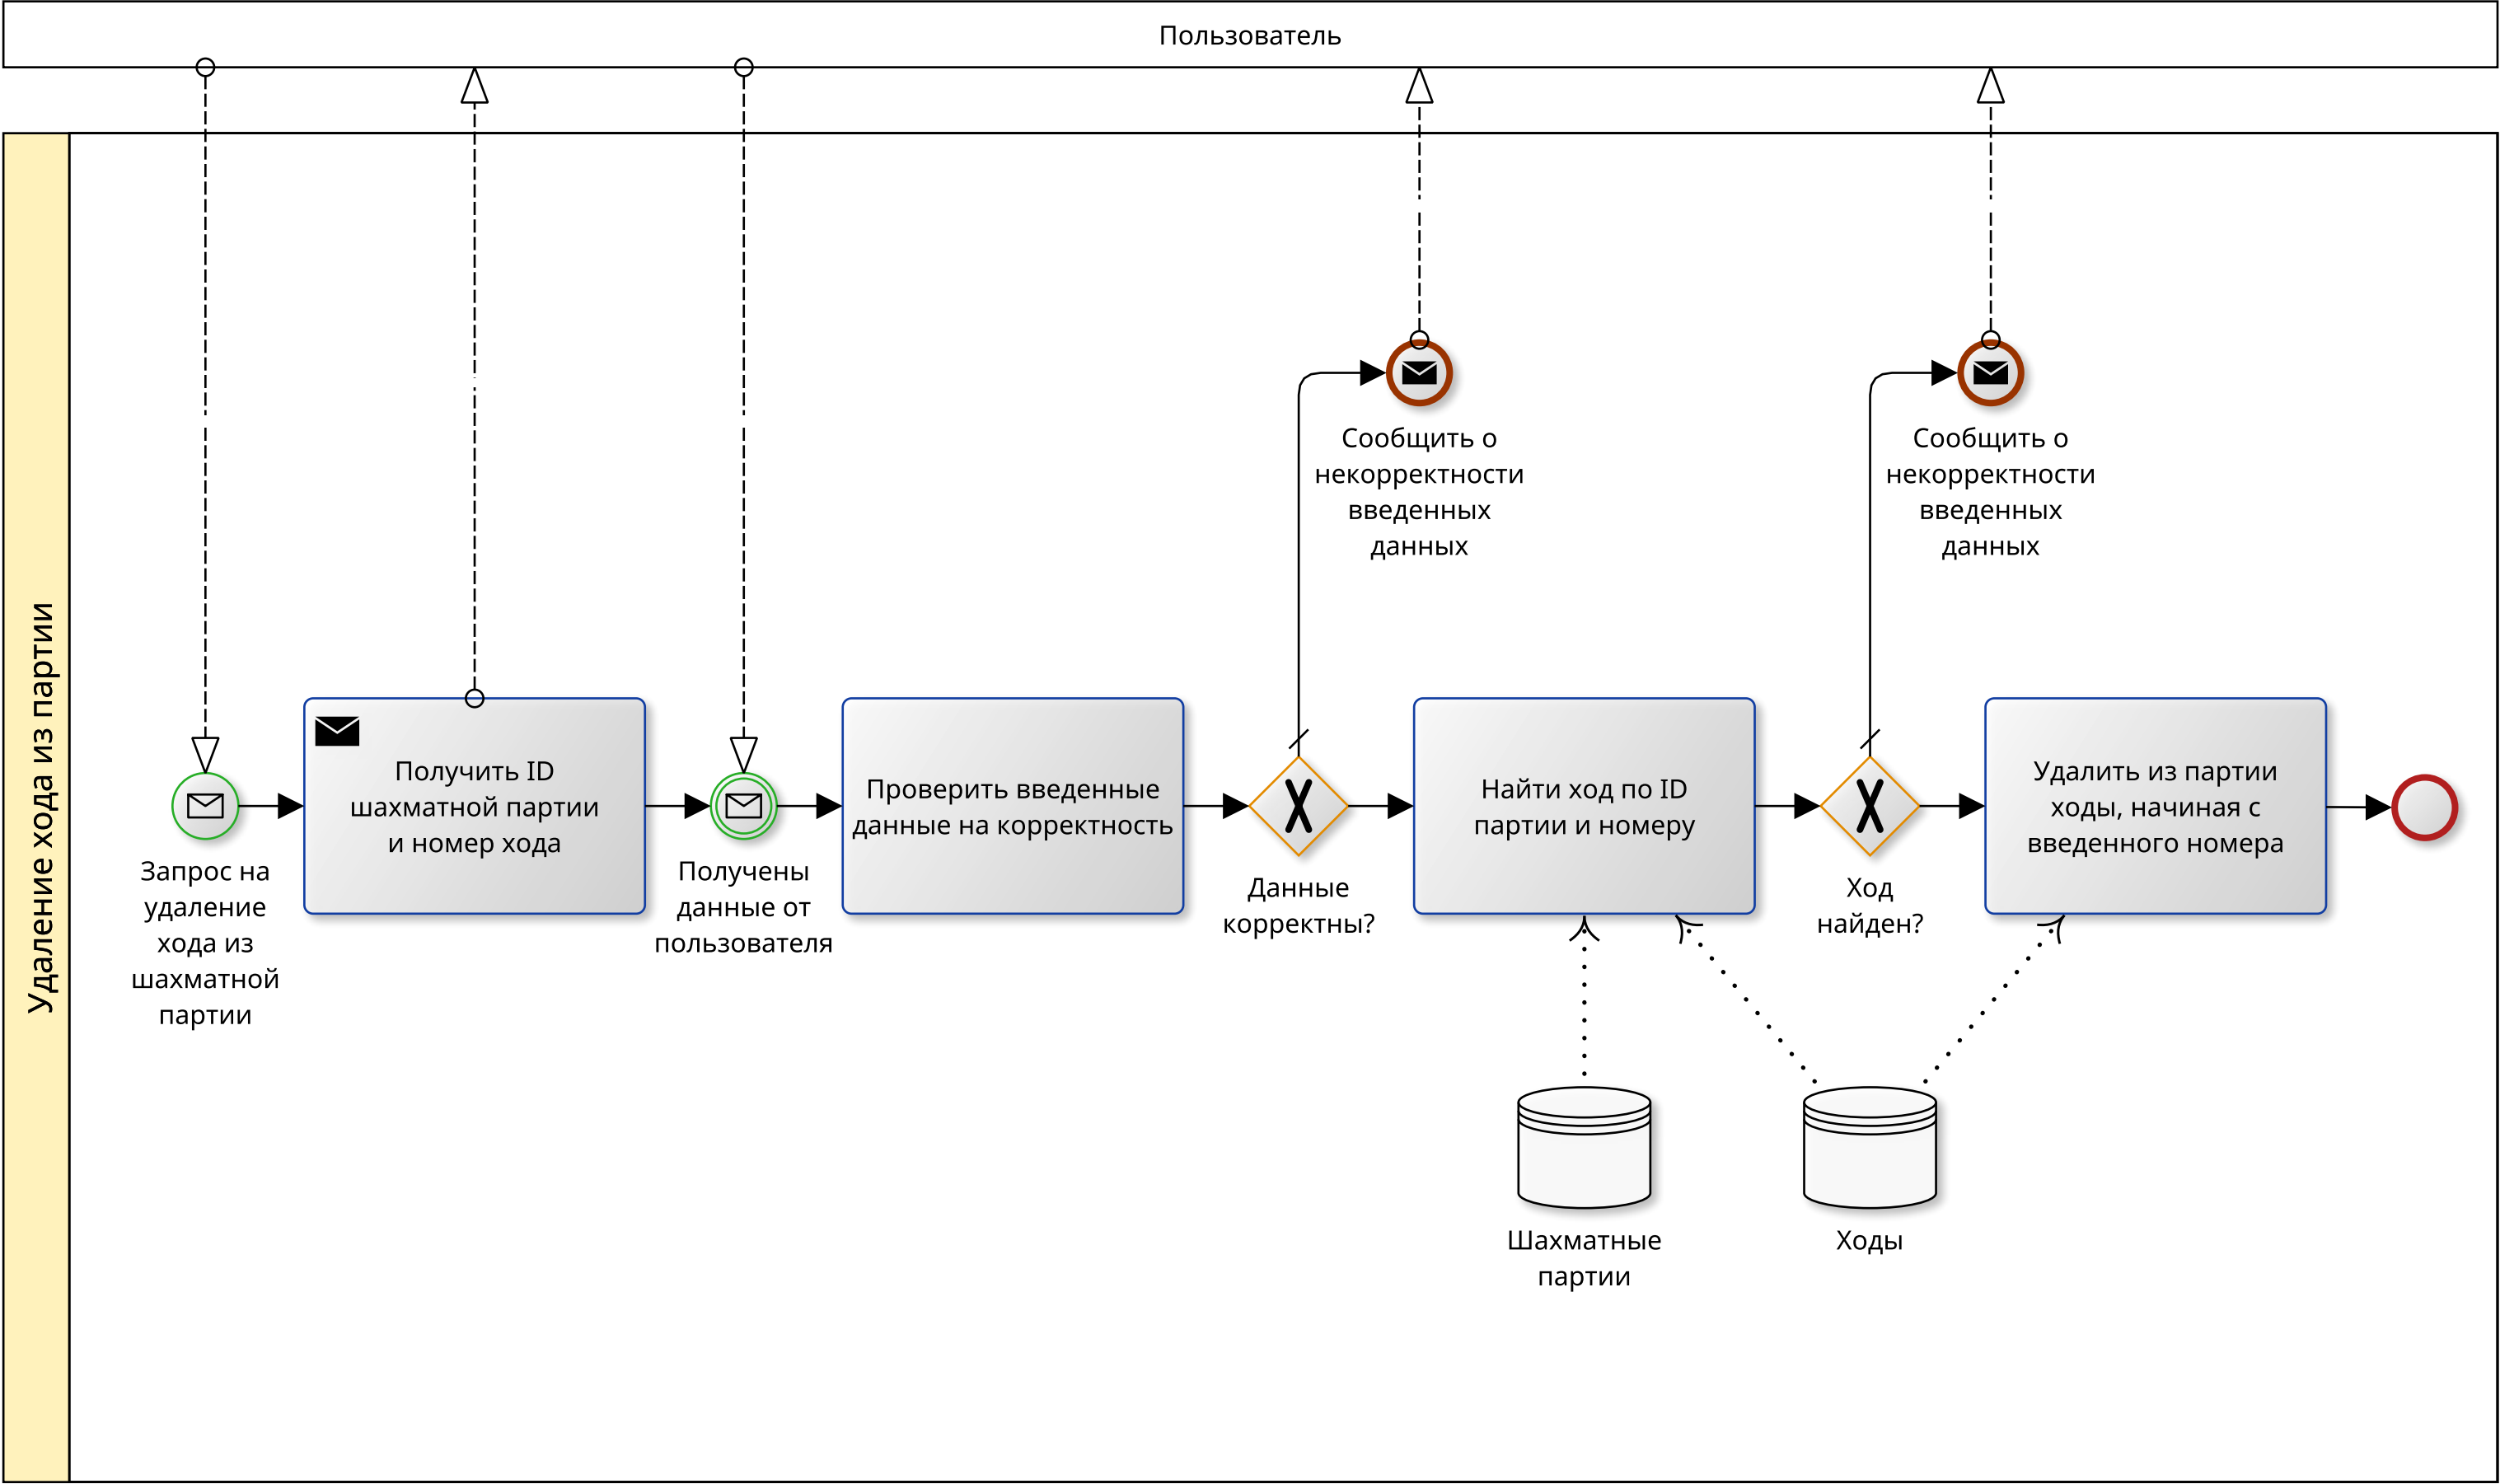 Пользователь
Удаление хода из партии
Сообщить о
некорректности
введенных
данных
Сообщить о
некорректности
введенных
данных
Запрос на
удаление
хода из
шахматной
партии
Получить ID
шахматной партии
и номер хода
Получены
данные от
пользователя
Проверить введенные
данные на корректность
Данные
корректны?
Найти ход по ID
партии и номеру
Ход
найден?
Удалить из партии
ходы, начиная с
введенного номера
Шахматные
партии
Ходы